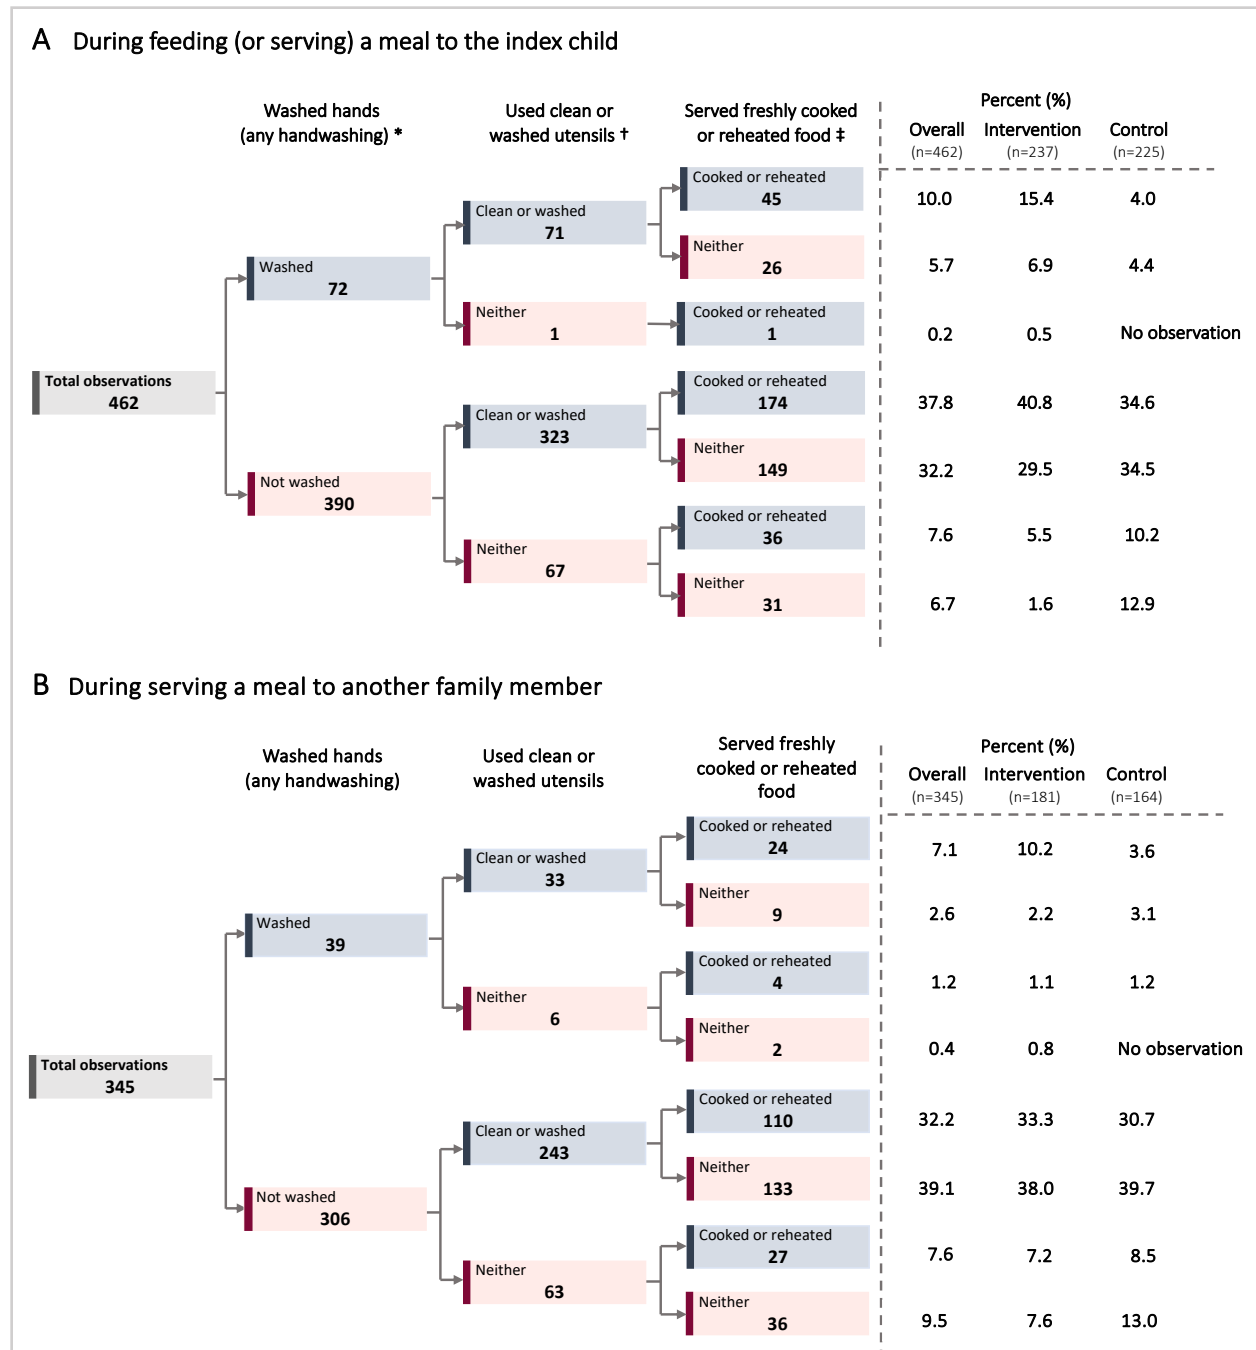 A During feeding (or serving) a meal to the index child
Washed hands
(any handwashing) *
Used clean or
washed utensils †
Served freshly cooked
or reheated food ‡
Percent (%)
Overall Intervention Control
(n=462) (n=237) (n=225)
Total observations
462
Washed
72
Not washed
390
Clean or washed
71
Neither
1
Clean or washed
323
Neither
67
Cooked or reheated
45
10.0 15.4 4.0
Neither
26
5.7 6.9 4.4
Cooked or reheated
1
0.2 0.5 No observation
Cooked or reheated
174
37.8 40.8 34.6
Neither
149
32.2 29.5 34.5
Cooked or reheated
36
7.6 5.5 10.2
Neither
31
6.7 1.6 12.9
B During serving a meal to another family member
Washed hands
(any handwashing)
Used clean or
washed utensils
Served freshly
cooked or reheated
food
Percent (%)
Overall Intervention Control
(n=345) (n=181) (n=164)
Total observations
345
Washed
39
Not washed
306
Clean or washed
33
Neither
6
Clean or washed
243
Neither
63
Cooked or reheated
24
7.1 10.2 3.6
Neither
9
2.6 2.2 3.1
Cooked or reheated
4
1.2 1.1 1.2
Neither
2
0.4 0.8 No observation
Cooked or reheated
110
32.2 33.3 30.7
Neither
133
39.1 38.0 39.7
Cooked or reheated
27
7.6 7.2 8.5
Neither
36
9.5 7.6 13.0